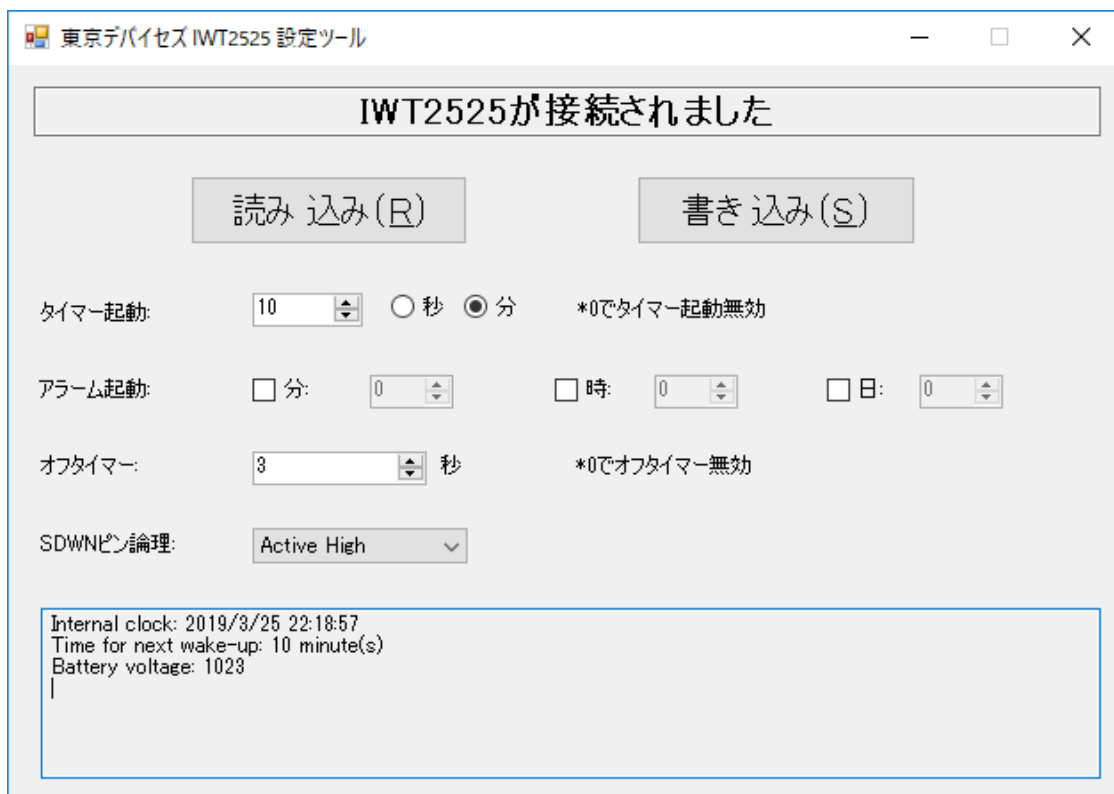 東京デバイセズ IWT2525 設定ツール
IWT2525が接続されました
読み込み(R) 書き込み(S)
タイマー起動: 10 秒 分 *0でタイマー起動無効
アラーム起動: 分: 0 時: 0 日: 0
オフタイマー: 3 秒 *0でオフタイマー無効
SDWNピン論理: Active High
Internal clock: 2019/3/25 22:18:57
Time for next wake-up: 10 minute(s)
Battery voltage: 1023